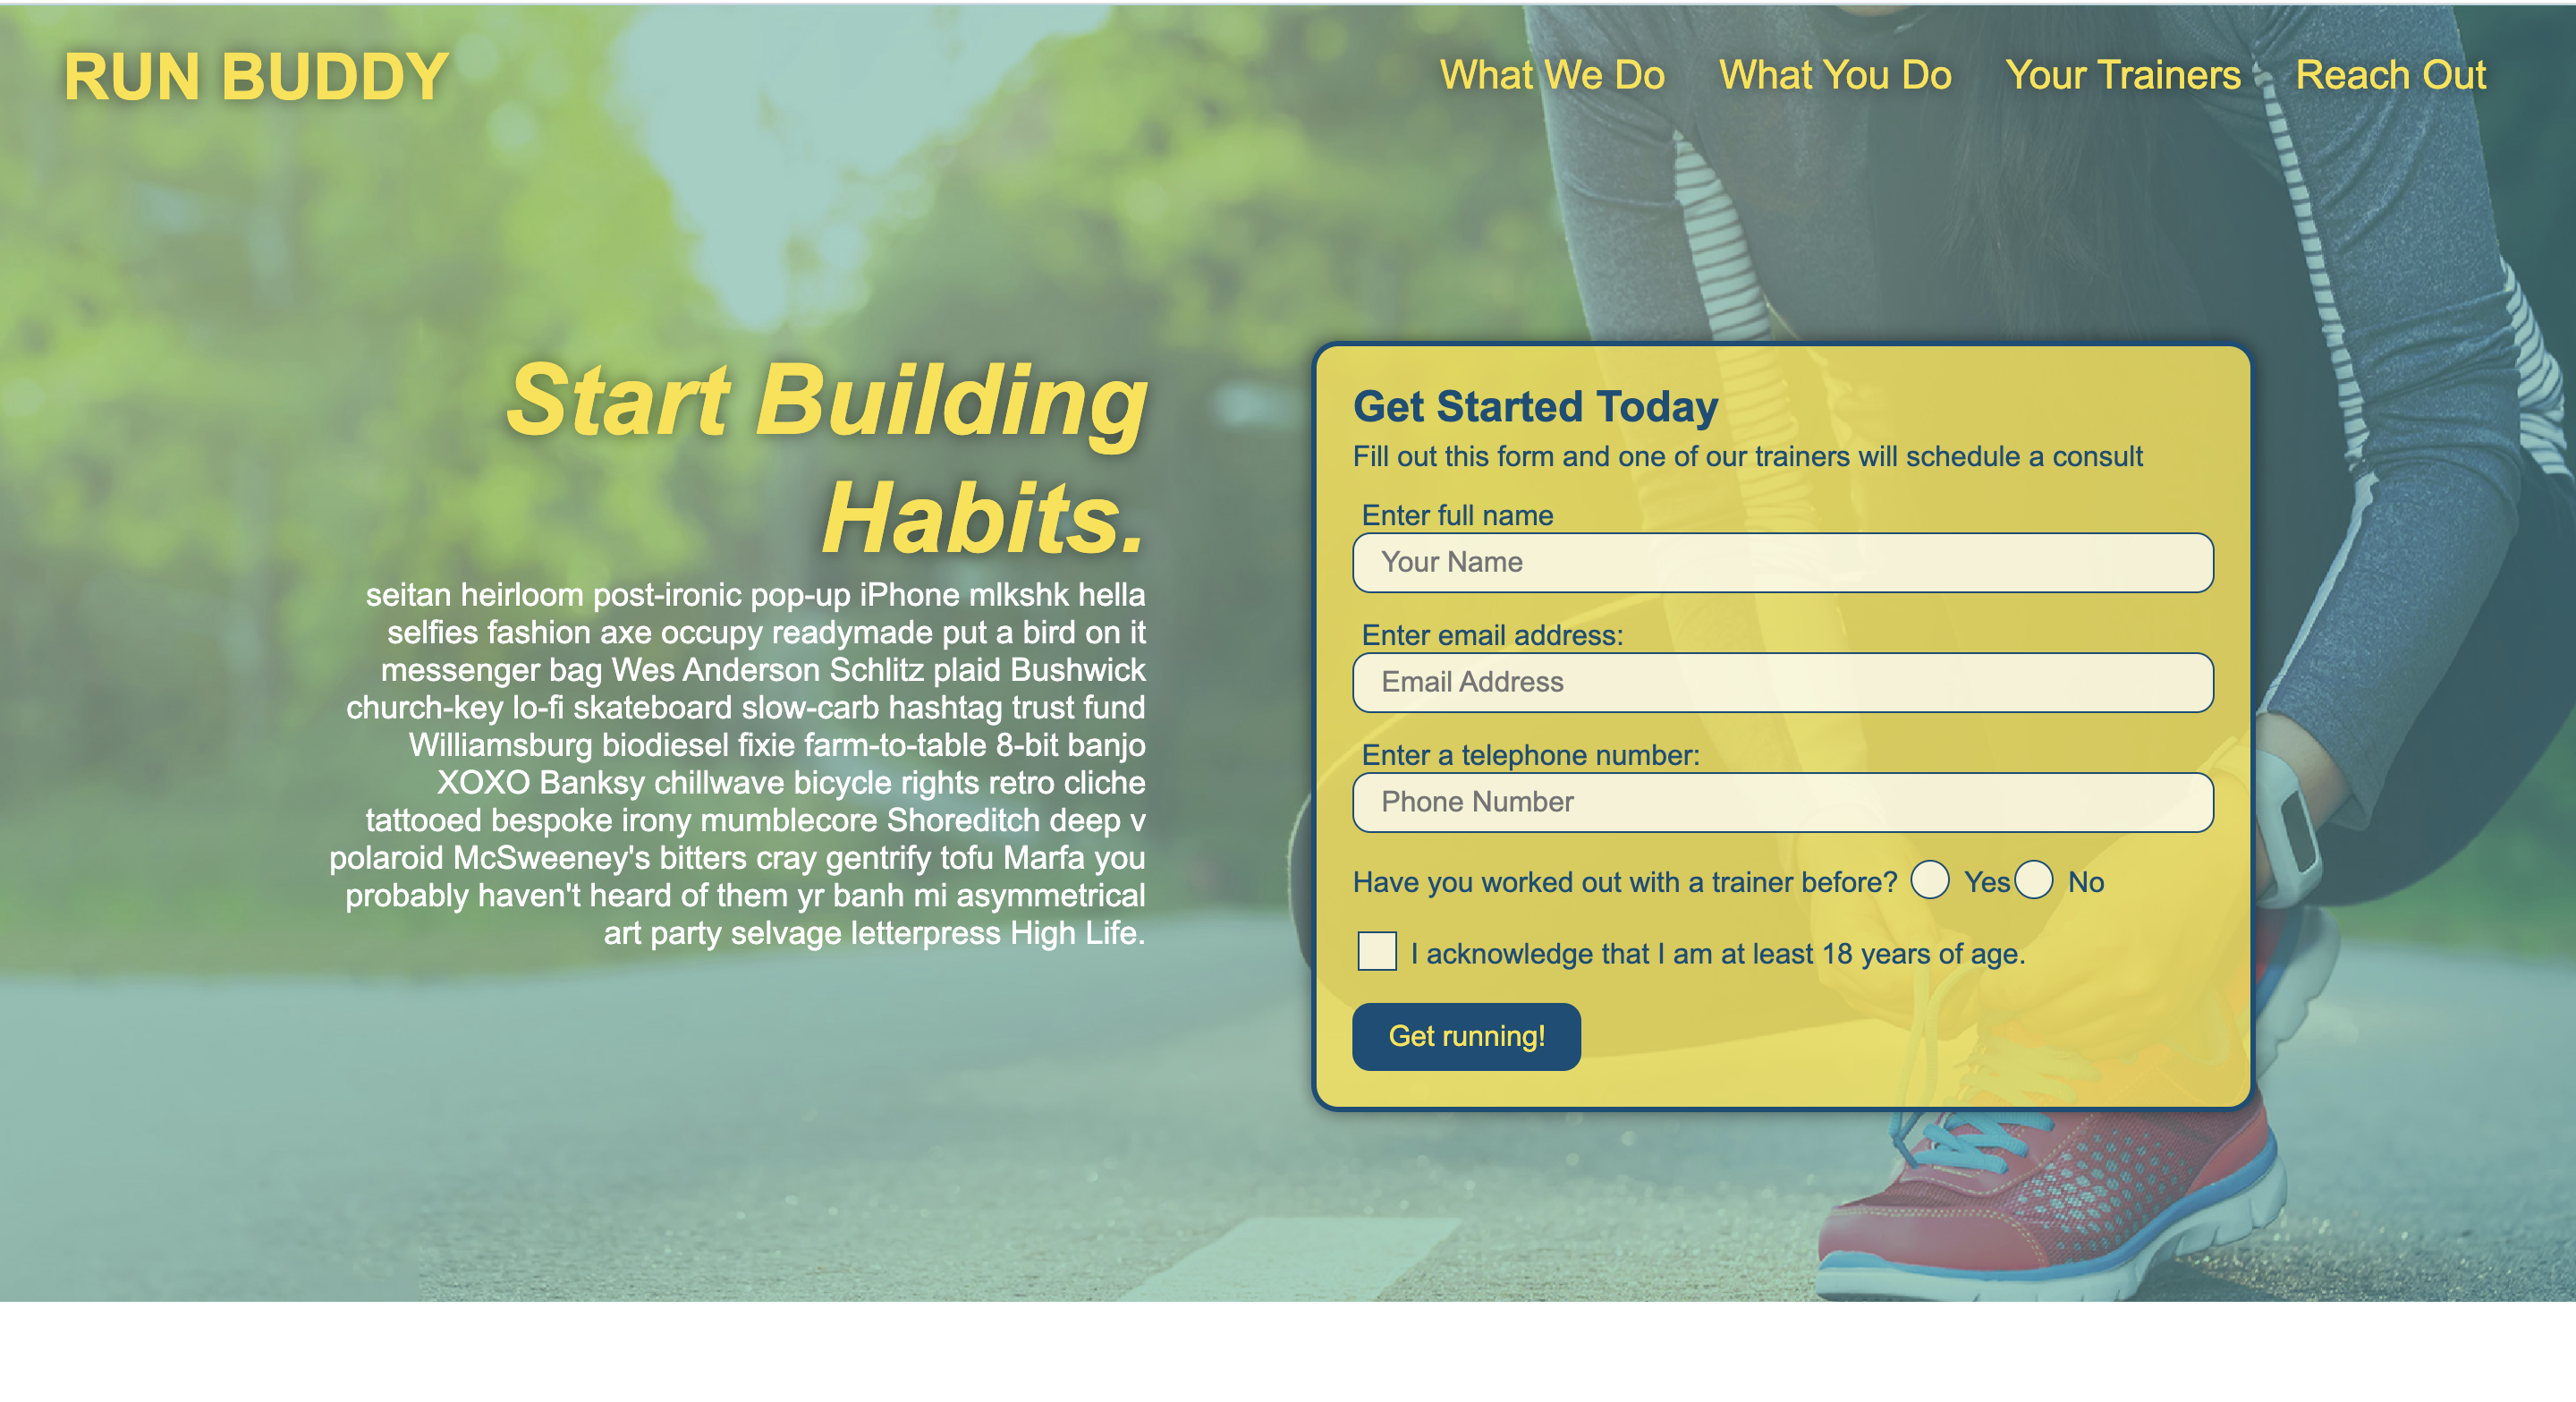 RUN BUDDY
What We Do
What You Do
Your Trainers
Reach Out
Start Building
Habits.
seitan heirloom post-ironic pop-up iPhone mlkshk hella
selfies fashion axe occupy readymade put a bird on it
messenger bag Wes Anderson Schlitz plaid Bushwick
church-key lo-fi skateboard slow-carb hashtag trust fund
Williamsburg biodiesel fixie farm-to-table 8-bit banjo
XOXO Banksy chillwave bicycle rights retro cliche
tattooed bespoke irony mumblecore Shoreditch deep v
polaroid McSweeney's bitters cray gentrify tofu Marfa you
probably haven't heard of them yr banh mi asymmetrical
art party selvage letterpress High Life.
Get Started Today
Fill out this form and one of our trainers will schedule a consult
Enter full name
Your Name
Enter email address:
Email Address
Enter a telephone number:
Phone Number
Have you worked out with a trainer before? Yes No
I acknowledge that I am at least 18 years of age.
Get running!